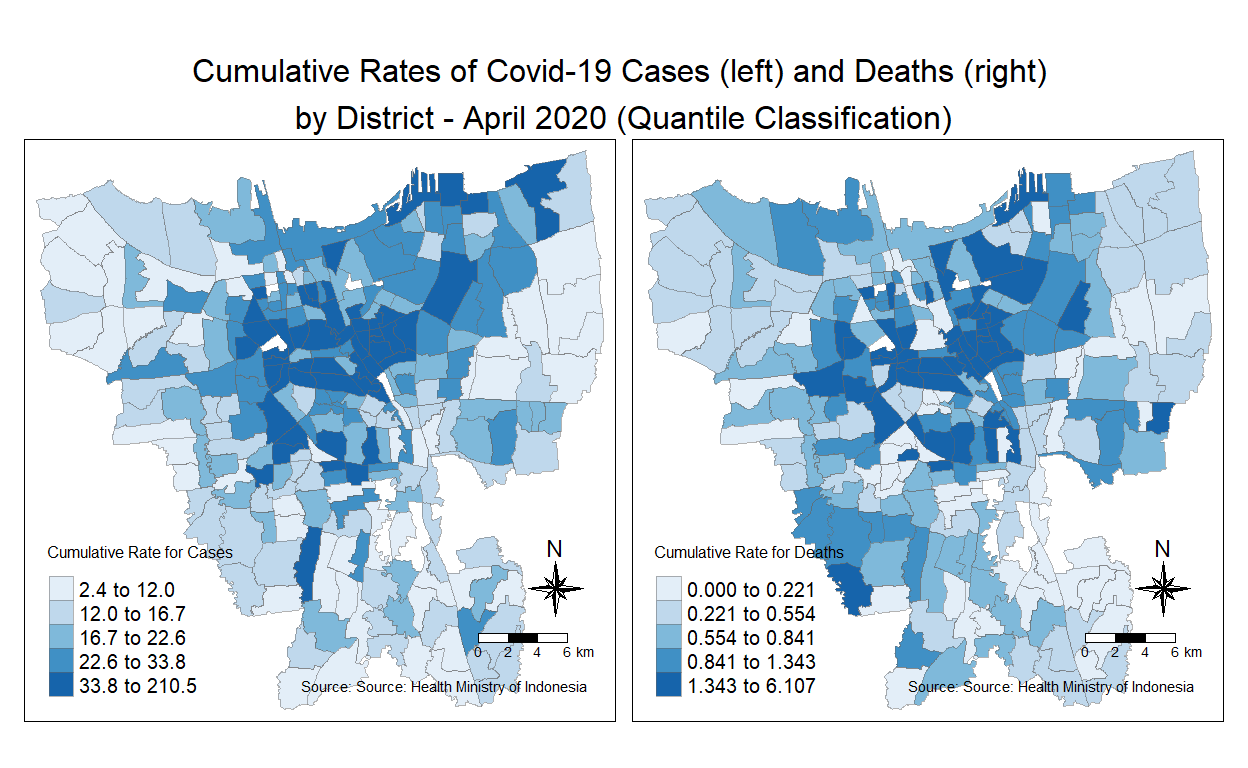 Cumulative Rates of Covid-19 Cases (left) and Deaths (right)
by District - April 2020 (Quantile Classification)
Cumulative Rate for Cases
2.4 to 12.0
12.0 to 16.7
16.7 to 22.6
22.6 to 33.8
33.8 to 210.5
N
0 2 4 6 km
Source: Source: Health Ministry of Indonesia
Cumulative Rate for Deaths
0.000 to 0.221
0.221 to 0.554
0.554 to 0.841
0.841 to 1.343
1.343 to 6.107
N
0 2 4 6 km
Source: Source: Health Ministry of Indonesia